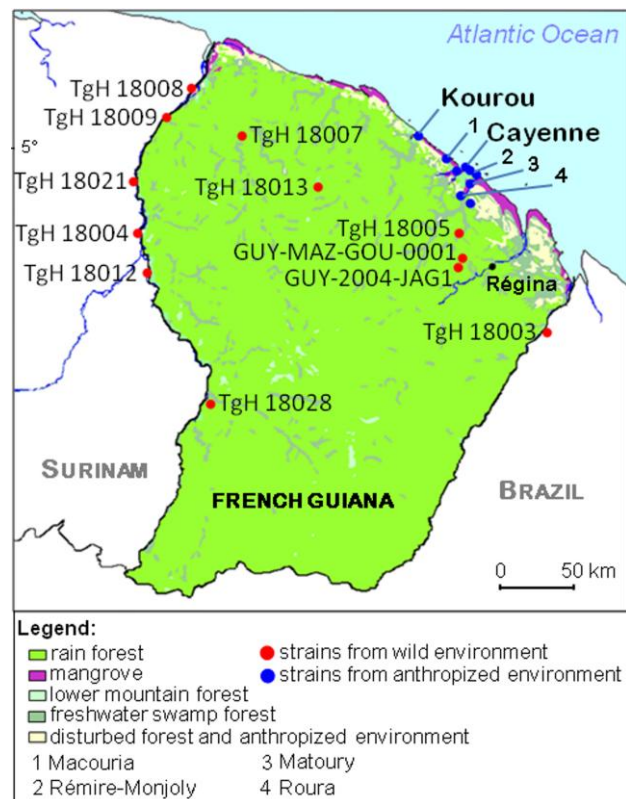 Atlantic Ocean
TgH 18008
Kourou
TgH 18009
1
Cayenne
5°
TgH 18007
2
3
TgH 18021
TgH 18013
4
TgH 18004
TgH 18005
GUY-MAZ-GOU-0001
TgH 18012
GUY-2004-JAG1
Régina
TgH 18003
TgH 18028
SURINAM
FRENCH GUIANA
BRAZIL
0 50 km
Legend:
rain forest
mangrove
lower mountain forest
freshwater swamp forest
disturbed forest and anthropized environment
strains from wild environment
strains from anthropized environment
1 Macouria
2 Rémire-Monjoly
3 Matoury
4 Roura